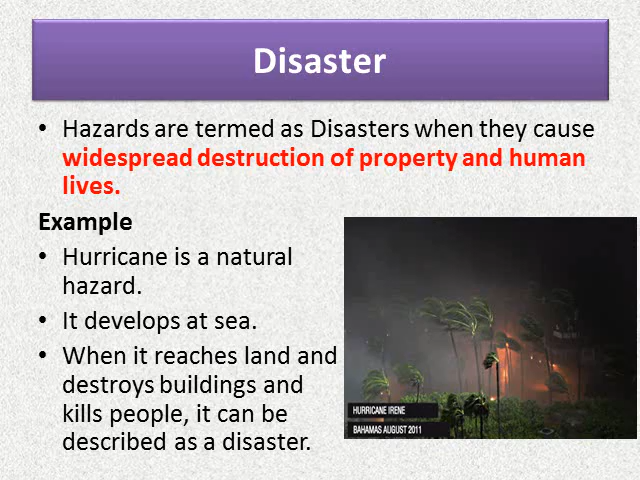 Disaster
• Hazards are termed as Disasters when they cause
widespread destruction of property and human
lives.
Example
• Hurricane is a natural
hazard.
• It develops at sea.
• When it reaches land and
destroys buildings and
kills people, it can be
described as a disaster.
HURRICANE IRENE
BAHAMAS AUGUST 2011